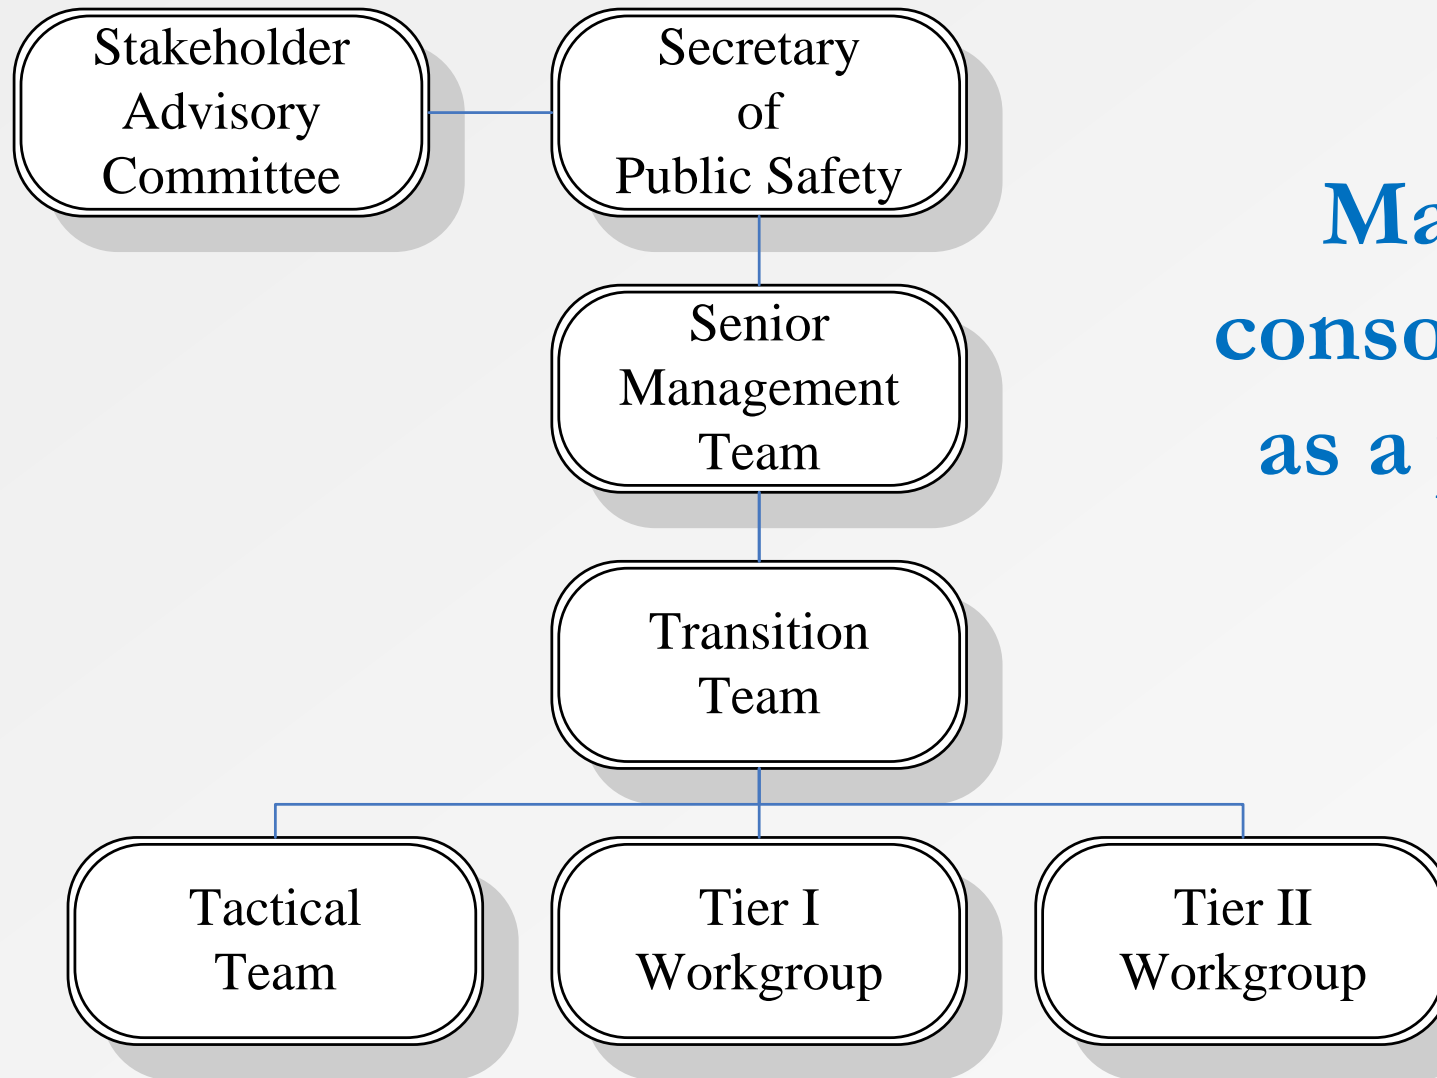 Stakeholder
Advisory
Committee
Secretary
of
Public Safety
Senior
Management
Team
Transition
Team
Tactical
Team
Tier I
Workgroup
Tier II
Workgroup
as a